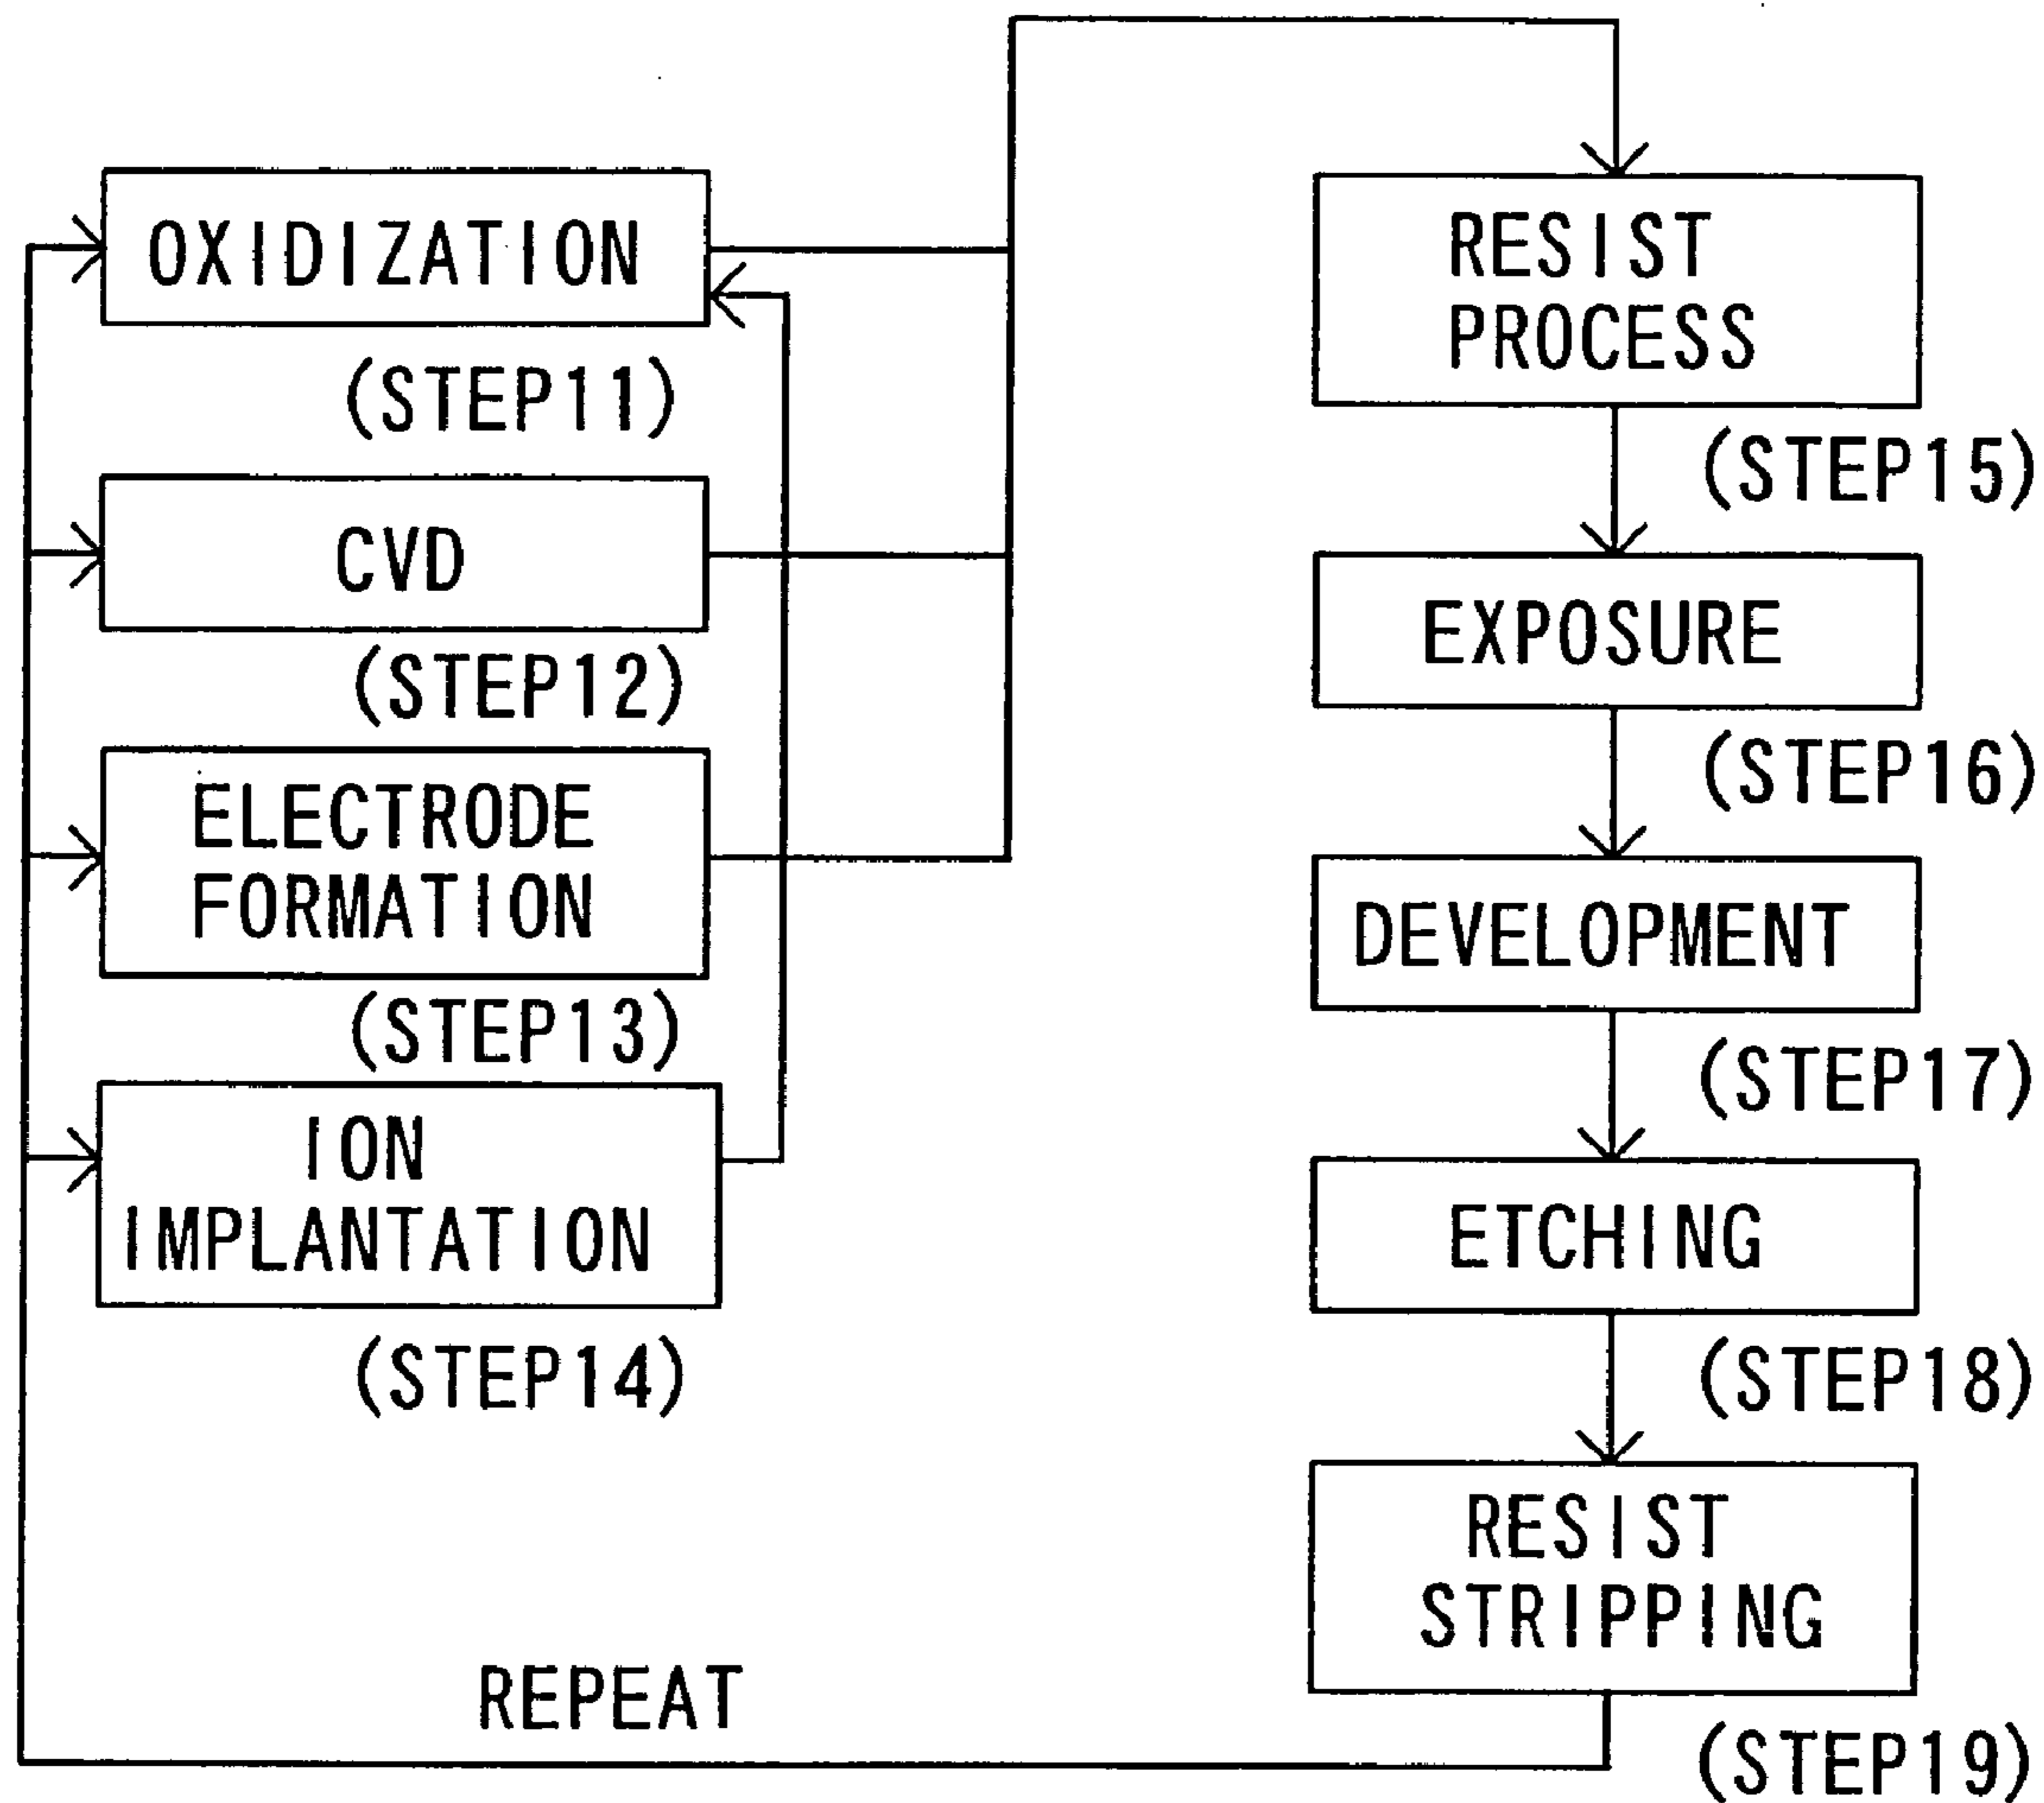 OXIDIZATION
(STEP11)
CVD
(STEP12)
ELECTRODE
FORMATION
(STEP13)
ION
IMPLANTATION
(STEP14)
RESIST
PROCESS
(STEP15)
EXPOSURE
(STEP16)
DEVELOPMENT
(STEP17)
ETCHING
(STEP18)
RESIST
STRIPPING
(STEP19)
REPEAT